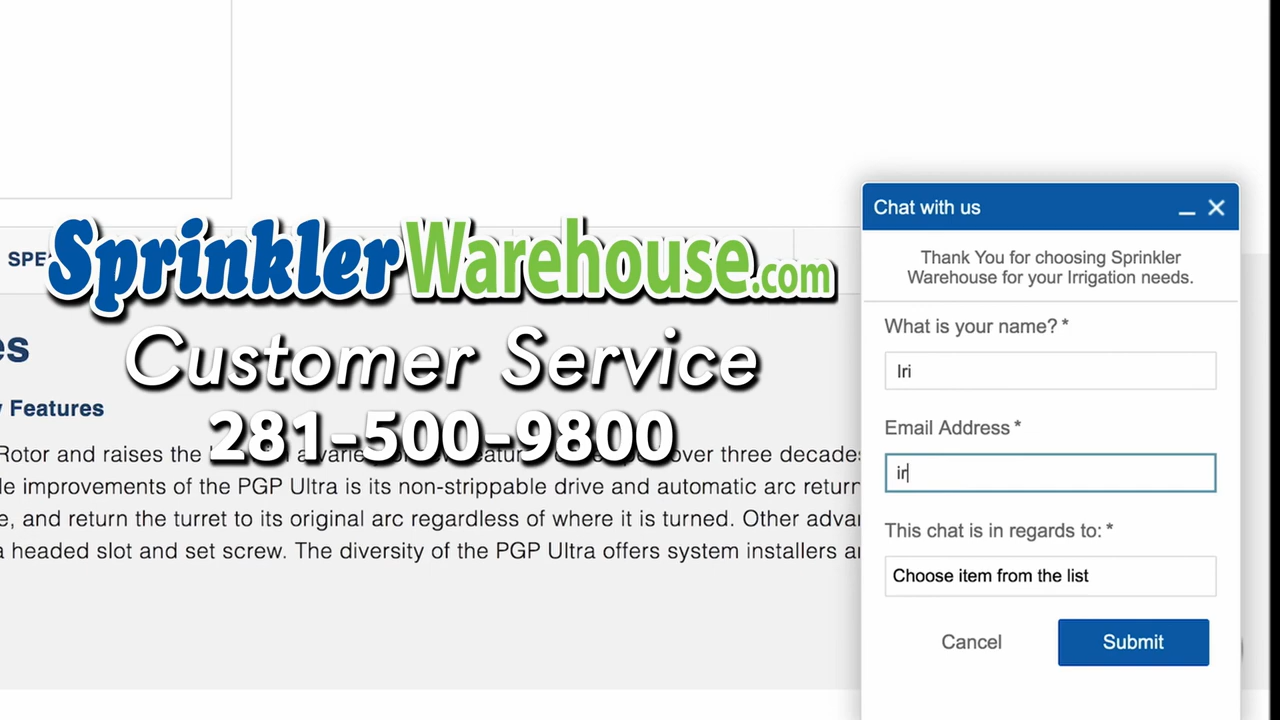 SPE
SprinklerWarehouse.com
Customer Service
281-500-9800
es
Features
Rotor and raises the
over three decades
le improvements of the PGP Ultra is its non-strippable drive and automatic arc return
e, and return the turret to its original arc regardless of where it is turned. Other adva
a headed slot and set screw. The diversity of the PGP Ultra offers system installers a
Chat with us
Thank You for choosing Sprinkler
Warehouse for your Irrigation needs.
What is your name? *
Iri
Email Address *
ir
This chat is in regards to: *
Choose item from the list
Cancel
Submit